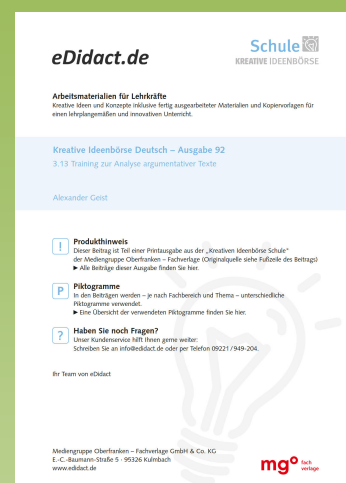 eDidact.de
Schule
KREATIVE IDEENBÖRSE
Arbeitsmaterialien für Lehrkräfte
Kreative Ideen und Konzepte inklusive fertig ausgearbeiteter Materialien und Kopiervorlagen für
einen lehrplangemäßen und innovativen Unterricht.
Kreative Ideenbörse Deutsch – Ausgabe 92
3.13 Training zur Analyse argumentativer Texte
Alexander Geist
!
Produkthinweis
Dieser Beitrag ist Teil einer Printausgabe aus der „Kreativen Ideenbörse Schule“
der Mediengruppe Oberfranken – Fachverlage (Originalquelle siehe Fußzeile des Beitrags)
▶ Alle Beiträge dieser Ausgabe finden Sie hier.
P
Piktogramme
In den Beiträgen werden – je nach Fachbereich und Thema – unterschiedliche
Piktogramme verwendet.
▶ Eine Übersicht der verwendeten Piktogramme finden Sie hier.
?
Haben Sie noch Fragen?
Unser Kundenservice hilft Ihnen gerne weiter:
Schreiben Sie an info@edidact.de oder per Telefon 09221 / 949-204.
Ihr Team von eDidact
Mediengruppe Oberfranken – Fachverlage GmbH & Co. KG
E.-C.-Baumann-Straße 5 · 95326 Kulmbach
www.edidact.de
mgo fach
verlage